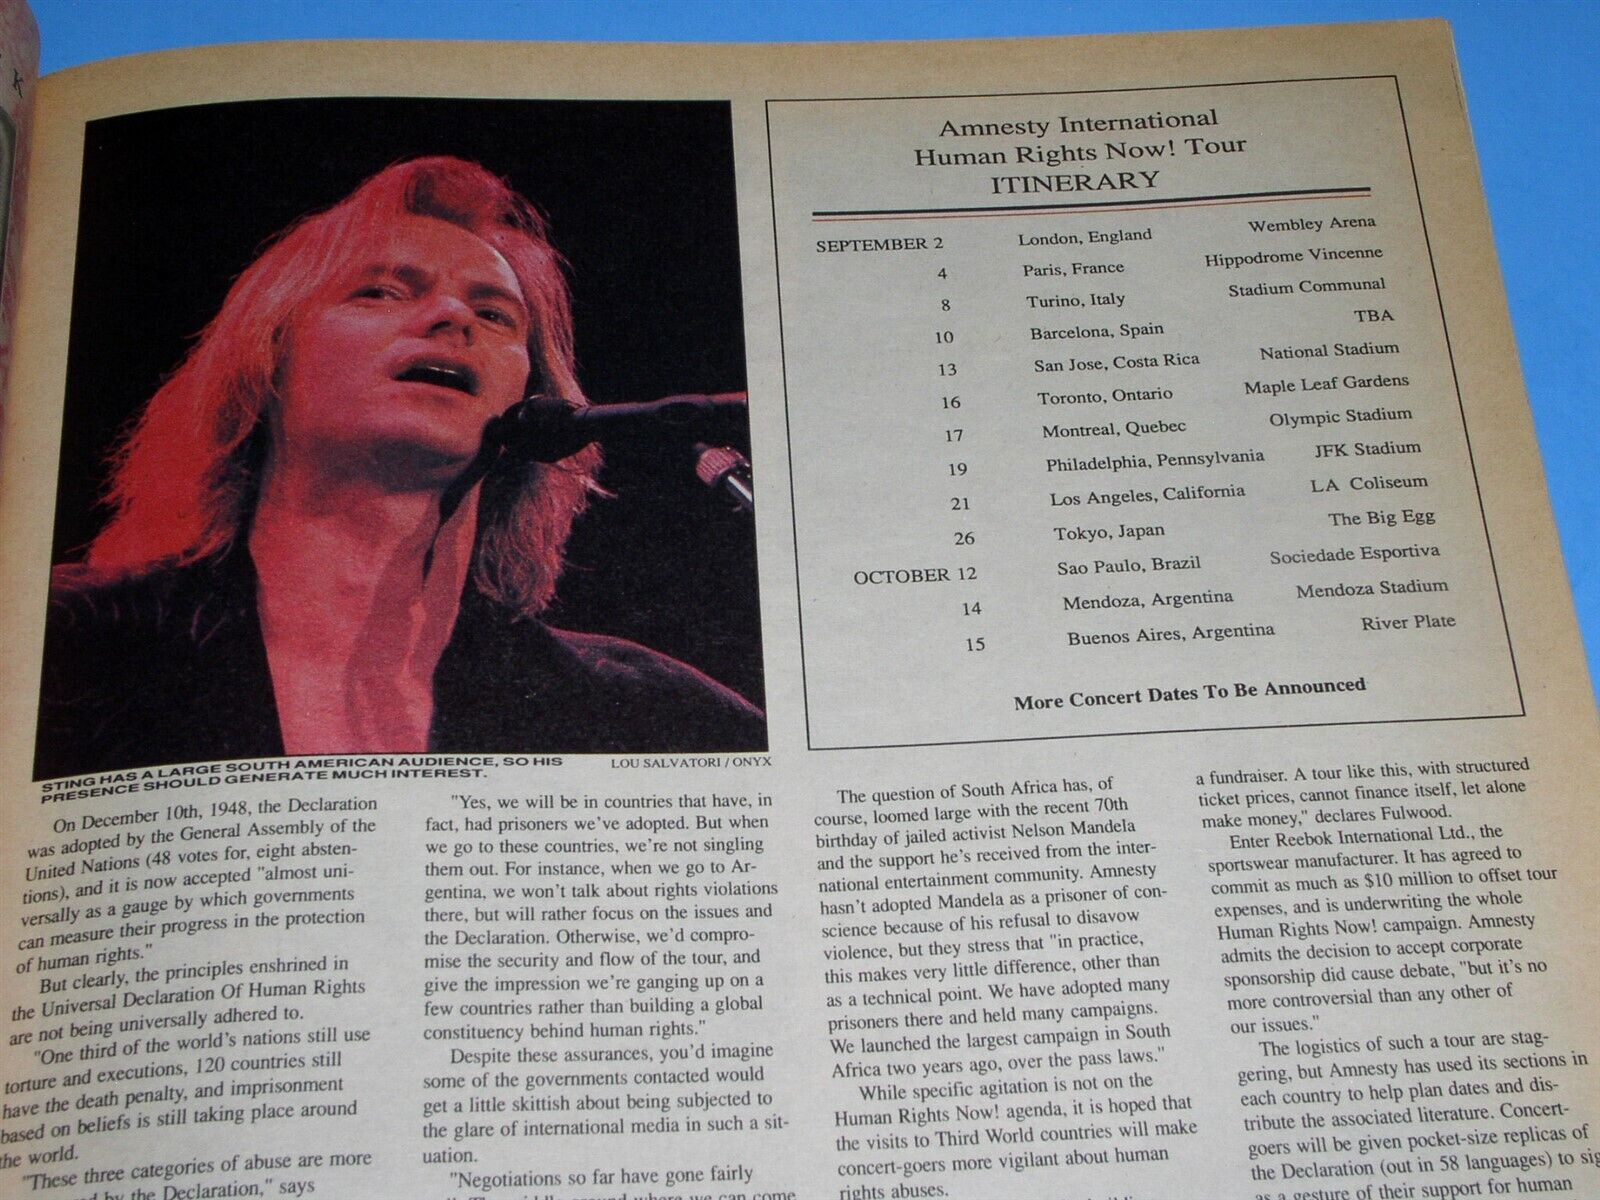 K
Amnesty International
Human Rights Now! Tour
ITINERARY
SEPTEMBER 2 London, England Wembley Arena
4 Paris, France Hippodrome Vincenne
8 Turino, Italy Stadium Communal
10 Barcelona, Spain TBA
13 San Jose, Costa Rica National Stadium
16 Toronto, Ontario Maple Leaf Gardens
17 Montreal, Quebec Olympic Stadium
19 Philadelphia, Pennsylvania JFK Stadium
21 Los Angeles, California LA Coliseum
26 Tokyo, Japan The Big Egg
OCTOBER 12 Sao Paulo, Brazil Sociedade Esportiva
14 Mendoza, Argentina Mendoza Stadium
15 Buenos Aires, Argentina River Plate
More Concert Dates To Be Announced
STING HAS A LARGE SOUTH AMERICAN AUDIENCE, SO HIS
PRESENCE SHOULD GENERATE MUCH INTEREST.
LOU SALVATORI / ONYX
On December 10th, 1948, the Declaration
was adopted by the General Assembly of the
United Nations (48 votes for, eight absten-
tions), and it is now accepted "almost uni-
versally as a gauge by which governments
can measure their progress in the protection
of human rights."
But clearly, the principles enshrined in
the Universal Declaration Of Human Rights
are not being universally adhered to.
"One third of the world's nations still use
torture and executions, 120 countries still
have the death penalty, and imprisonment
based on beliefs is still taking place around
the world.
"These three categories of abuse are more
by the Declaration," says
"Yes, we will be in countries that have, in
fact, had prisoners we've adopted. But when
we go to these countries, we're not singling
them out. For instance, when we go to Ar-
gentina, we won't talk about rights violations
there, but will rather focus on the issues and
the Declaration. Otherwise, we'd compro-
mise the security and flow of the tour, and
give the impression we're ganging up on a
few countries rather than building a global
constituency behind human rights."
Despite these assurances, you'd imagine
some of the governments contacted would
get a little skittish about being subjected to
the glare of international media in such a sit-
uation.
"Negotiations so far have gone fairly
The middle ground where we can come
The question of South Africa has, of
course, loomed large with the recent 70th
birthday of jailed activist Nelson Mandela
and the support he's received from the inter-
national entertainment community. Amnesty
hasn't adopted Mandela as a prisoner of con-
science because of his refusal to disavow
violence, but they stress that "in practice,
this makes very little difference, other than
as a technical point. We have adopted many
prisoners there and held many campaigns.
We launched the largest campaign in South
Africa two years ago, over the pass laws."
While specific agitation is not on the
Human Rights Now! agenda, it is hoped that
the visits to Third World countries will make
concert-goers more vigilant about human
rights abuses.
a fundraiser. A tour like this, with structured
ticket prices, cannot finance itself, let alone
make money," declares Fulwood.
Enter Reebok International Ltd., the
sportswear manufacturer. It has agreed to
commit as much as $10 million to offset tour
expenses, and is underwriting the whole
Human Rights Now! campaign. Amnesty
admits the decision to accept corporate
sponsorship did cause debate, "but it's no
more controversial than any other of
our issues."
The logistics of such a tour are stag-
gering, but Amnesty has used its sections in
each country to help plan dates and dis-
tribute the associated literature. Concert-
goers will be given pocket-size replicas of
the Declaration (out in 58 languages) to sig
as a gesture of their support for human